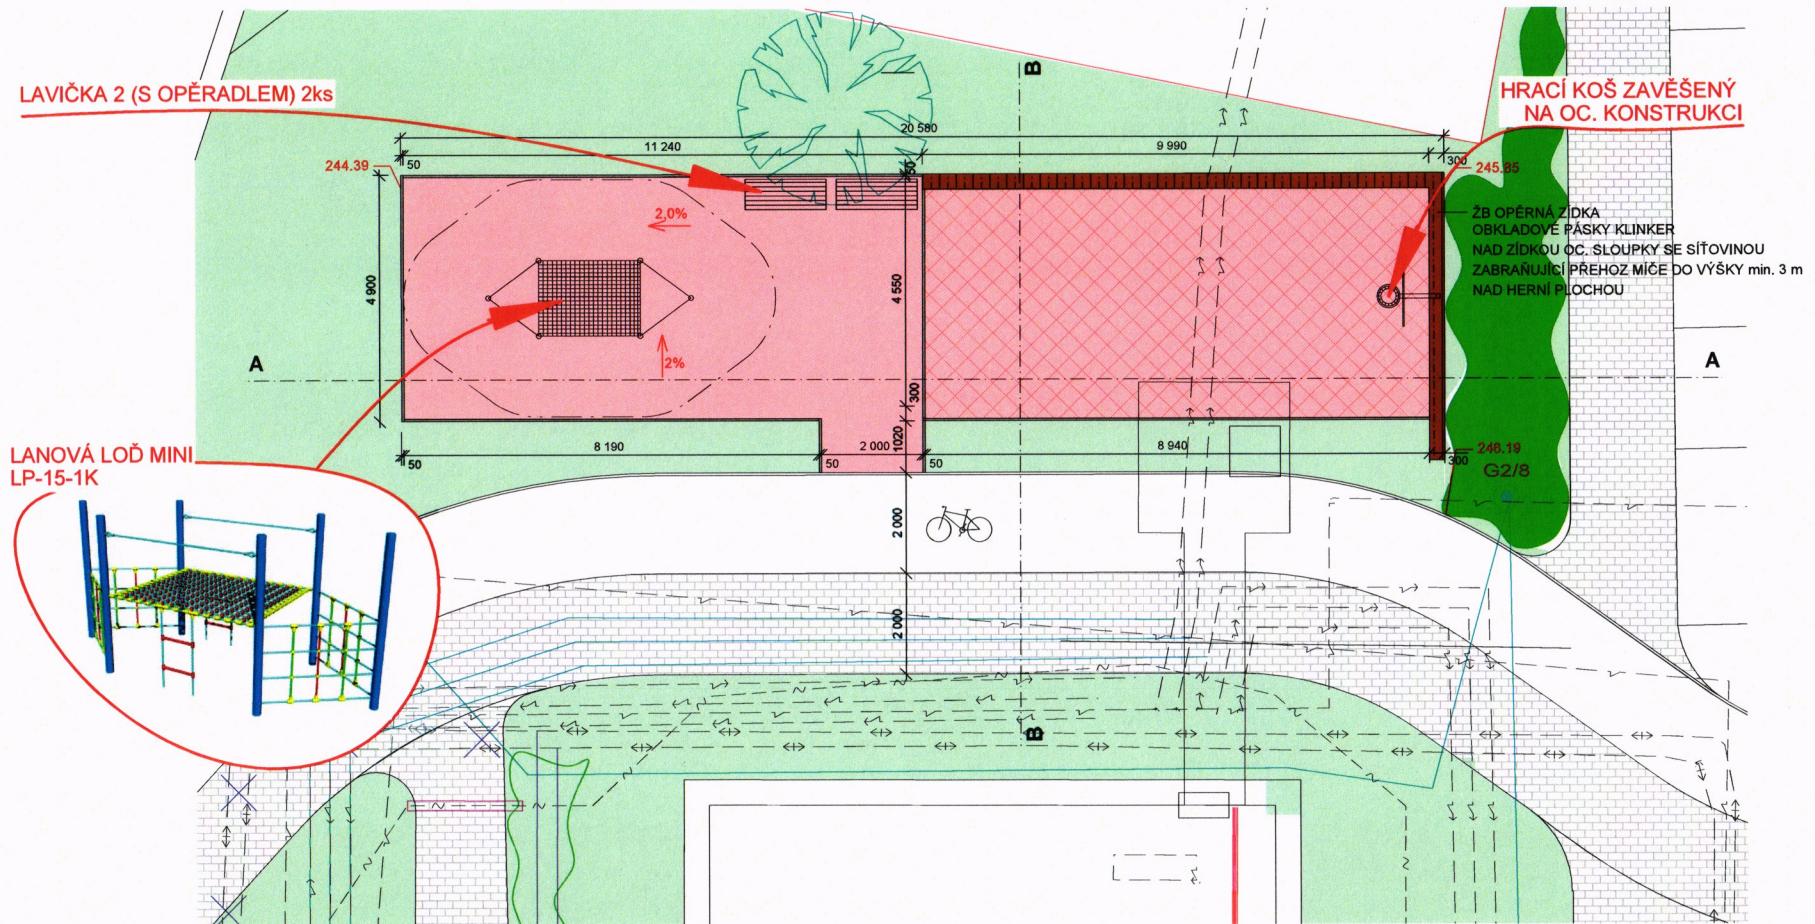 B
LAVIČKA 2 (S OPĚRADLEM) 2ks
HRACÍ KOŠ ZAVĚŠENÝ
NA OC. KONSTRUKCI
20 580
11 240
9 990
50
50
300
244.39
245.85
2,0%
ŽB OPĚRNÁ ZÍDKA
OBKLADOVÉ PÁSKY KLINKER
NAD ZÍDKOU OC. SLOUPKY SE SÍŤOVINOU
ZABRAŇUJÍCÍ PŘEHOZ MÍČE DO VÝŠKY min. 3 m
NAD HERNÍ PLOCHOU
4 900
4 550
2%
A
A
300
1020
8 190
2 000
8 940
246.19
50
50
50
300
G2/8
LANOVÁ LOĎ MINI
LP-15-1K
2 000
2 000
B